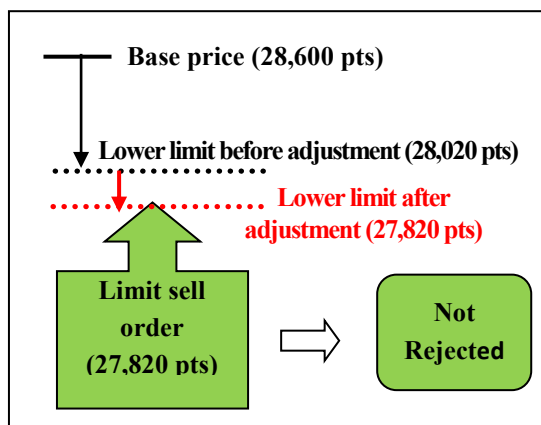 Base price (28,600 pts)
Lower limit before adjustment (28,020 pts)
Lower limit after
adjustment (27,820 pts)
Limit sell
order
(27,820 pts)
Not
Rejected